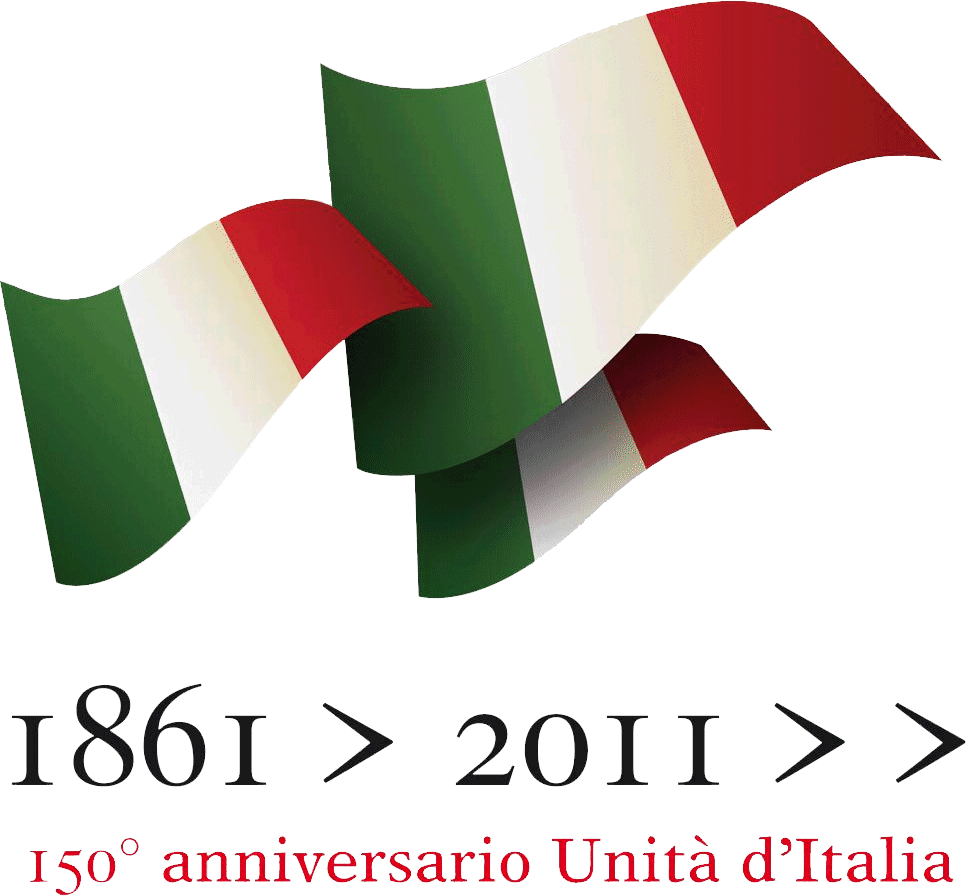 1861 > 2011 > >
150° anniversario Unità d’Italia